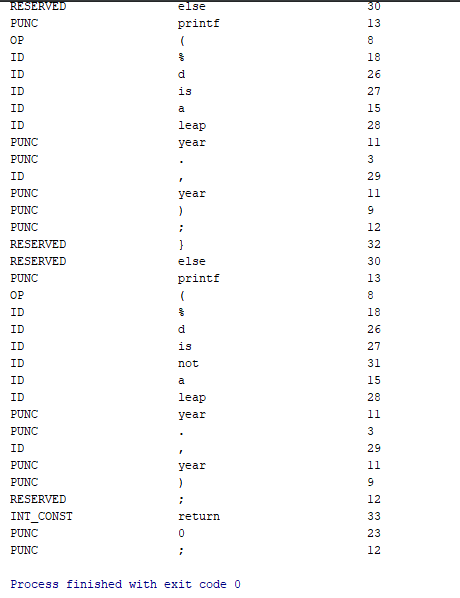 RESERVED else 30
PUNC printf 13
OP ( 8
ID % 18
ID d 26
ID is 27
ID a 15
ID leap 28
PUNC year 11
PUNC . 3
ID , 29
PUNC year 11
PUNC ) 9
PUNC ; 12
RESERVED } 32
RESERVED else 30
PUNC printf 13
OP ( 8
ID % 18
ID d 26
ID is 27
ID not 31
ID a 15
ID leap 28
PUNC year 11
PUNC . 3
ID , 29
PUNC year 11
PUNC ) 9
RESERVED ; 12
INT_CONST return 33
PUNC 0 23
PUNC ; 12
Process finished with exit code 0